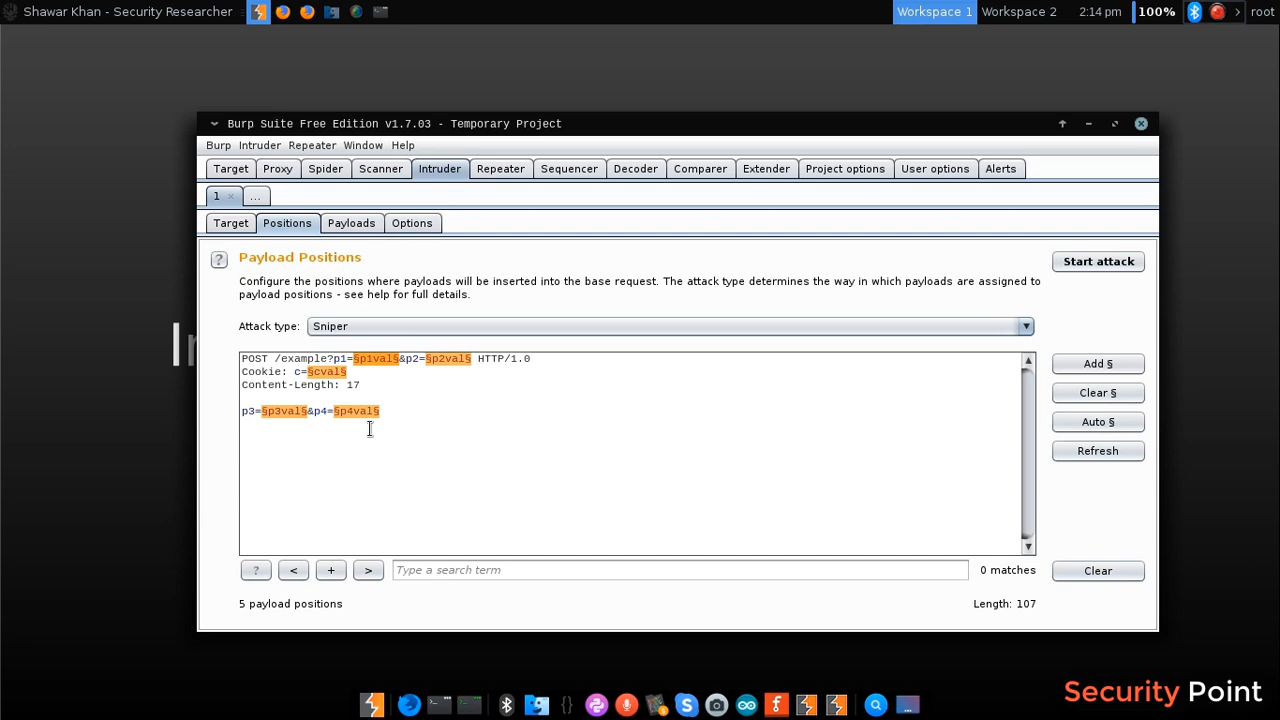 Shawar Khan - Security Researcher
Workspace 1 Workspace 2 2:14 pm 100% root
Burp Suite Free Edition v1.7.03 - Temporary Project
Burp Intruder Repeater Window Help
Target Proxy Spider Scanner Intruder Repeater Sequencer Decoder Comparer Extender Project options User options Alerts
1 × ...
Target Positions Payloads Options
? Payload Positions
Start attack
Configure the positions where payloads will be inserted into the base request. The attack type determines the way in which payloads are assigned to
payload positions - see help for full details.
Attack type: Sniper
POST /example?p1=§p1val§&p2=§p2val§ HTTP/1.0
Cookie: c=§cval§
Content-Length: 17
p3=§p3val§&p4=§p4val§
Add §
Clear §
Auto §
Refresh
? < + > Type a search term 0 matches Clear
5 payload positions Length: 107
Security Point